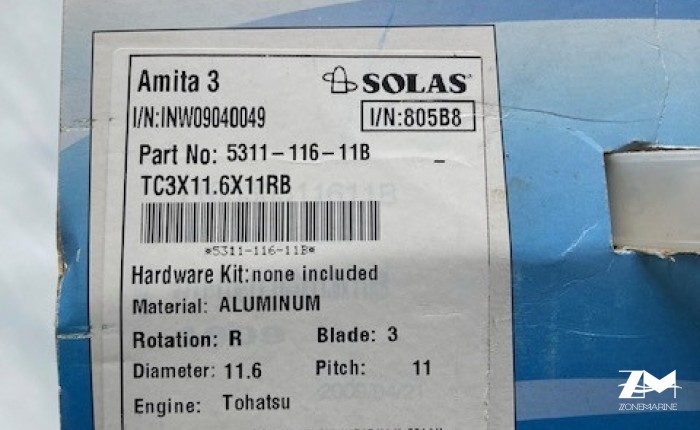 Amita 3
SOLAS
I/N:INW09040049
I/N:805B8
Part No: 5311-116-11B
TC3X11.6X11RB
*5311-116-11B*
Hardware Kit:none included
Material: ALUMINUM
Rotation: R Blade: 3
Diameter: 11.6 Pitch: 11
Engine: Tohatsu
ZM
ZONEMARINE